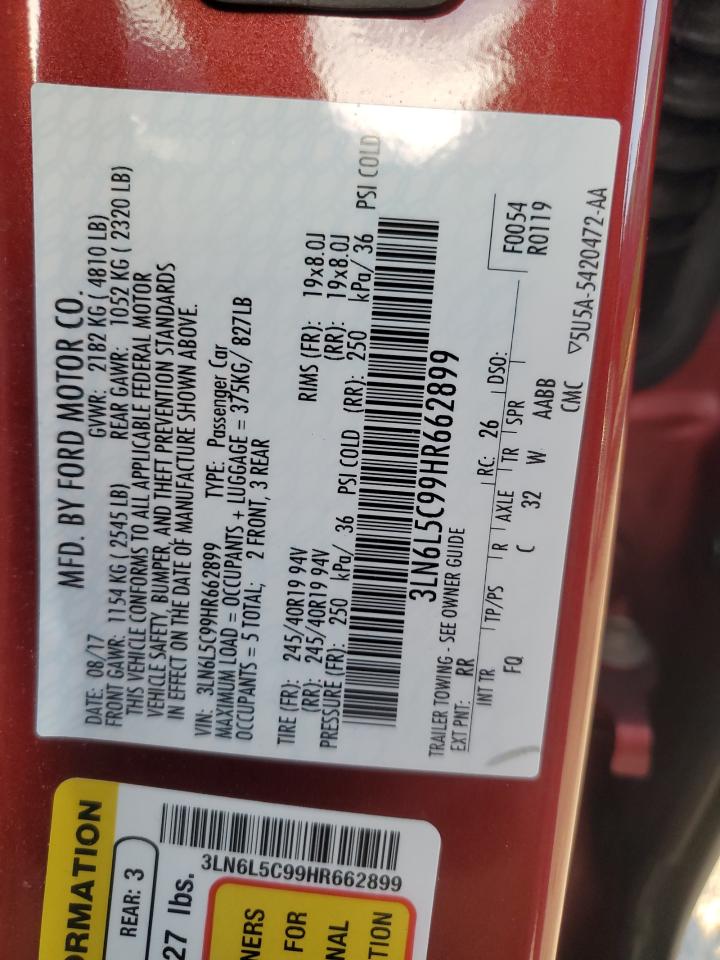 MFD. BY FORD MOTOR CO.
DATE: 08/17 GVWR: 2182 KG ( 4810 LB)
FRONT GAWR: 1154 KG ( 2545 LB) REAR GAWR: 1052 KG ( 2320 LB)
THIS VEHICLE CONFORMS TO ALL APPLICABLE FEDERAL MOTOR
VEHICLE SAFETY, BUMPER, AND THEFT PREVENTION STANDARDS
IN EFFECT ON THE DATE OF MANUFACTURE SHOWN ABOVE.
VIN: 3LN6L5C99HR662899 TYPE: Passenger Car
MAXIMUM LOAD = OCCUPANTS + LUGGAGE = 375KG/ 827LB
OCCUPANTS = 5 TOTAL; 2 FRONT, 3 REAR
TIRE (FR): 245/40R19 94V RIMS (FR): 19x8.0J
(RR): 245/40R19 94V (RR): 19x8.0J
PRESSURE (FR): 250 kPa/ 36 PSI COLD (RR): 250 kPa/ 36 PSI COLD
3LN6L5C99HR662899
TRAILER TOWING - SEE OWNER GUIDE
EXT PNT: RR RC: 26 DSO: F0054
INT TR TP/PS R AXLE TR SPR R0119
FQ C 32 W AABB
CMC ▽5U5A-5420472-AA
ORMATION
REAR: 3
27 lbs.
3LN6L5C99HR662899
NERS
FOR
NAL
TION